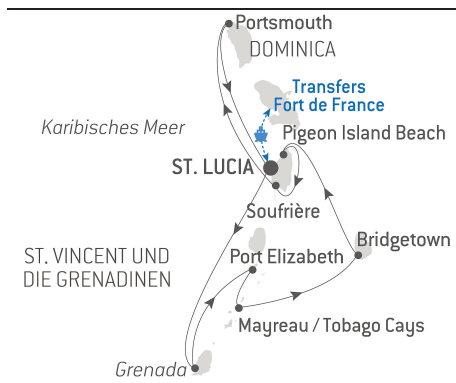 Portsmouth
DOMINICA
Transfers
Fort de France
Karibisches Meer
Pigeon Island Beach
ST. LUCIA
Soufrière
ST. VINCENT UND
DIE GRENADINEN
Port Elizabeth
Bridgetown
Mayreau / Tobago Cays
Grenada